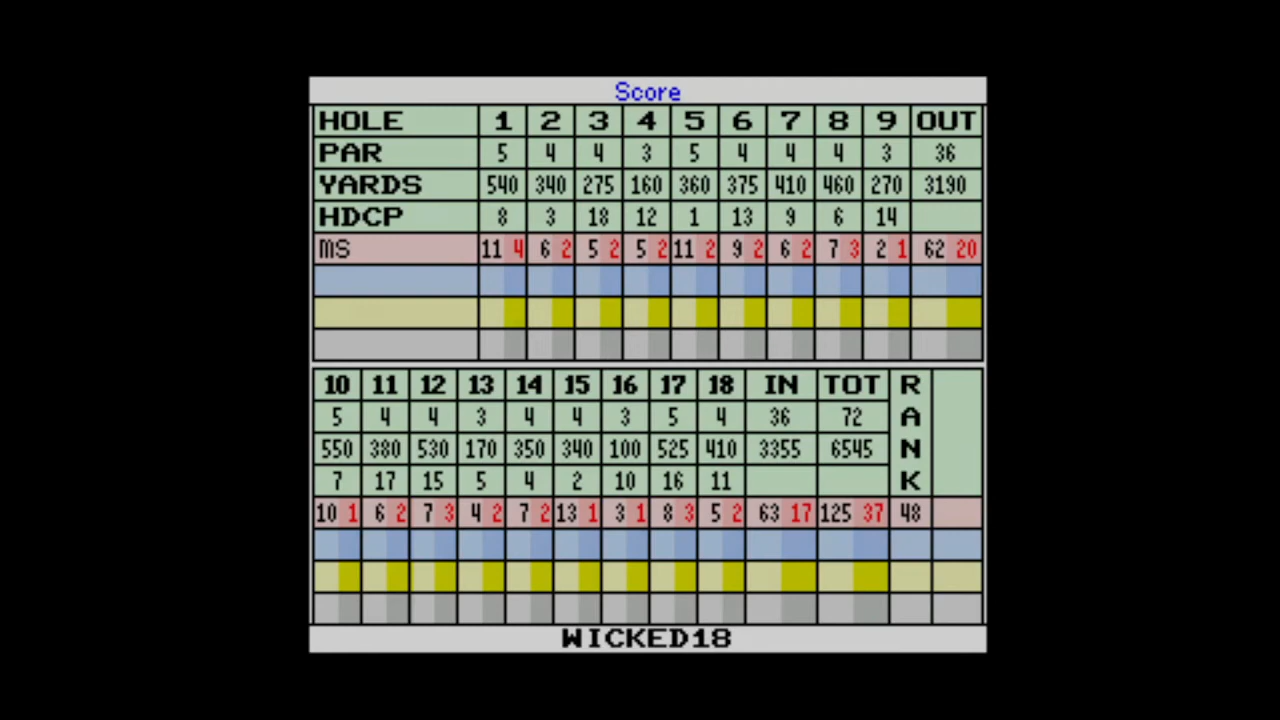 Score
HOLE 1 2 3 4 5 6 7 8 9 OUT
PAR 5 4 4 3 5 4 4 4 3 36
YARDS 540 340 275 160 360 375 410 460 270 3190
HDCP 8 3 18 12 1 13 9 6 14
MS 11 4 6 2 5 2 5 2 11 2 9 2 6 2 7 3 2 1 62 20
10 11 12 13 14 15 16 17 18 IN TOT R
5 4 4 3 4 4 3 5 4 36 72 A
550 380 530 170 350 340 100 525 410 3355 6545 N
7 17 15 5 4 2 10 16 11 K
10 1 6 2 7 3 4 2 7 2 13 1 3 1 8 3 5 2 63 17 125 37 48
WICKED18